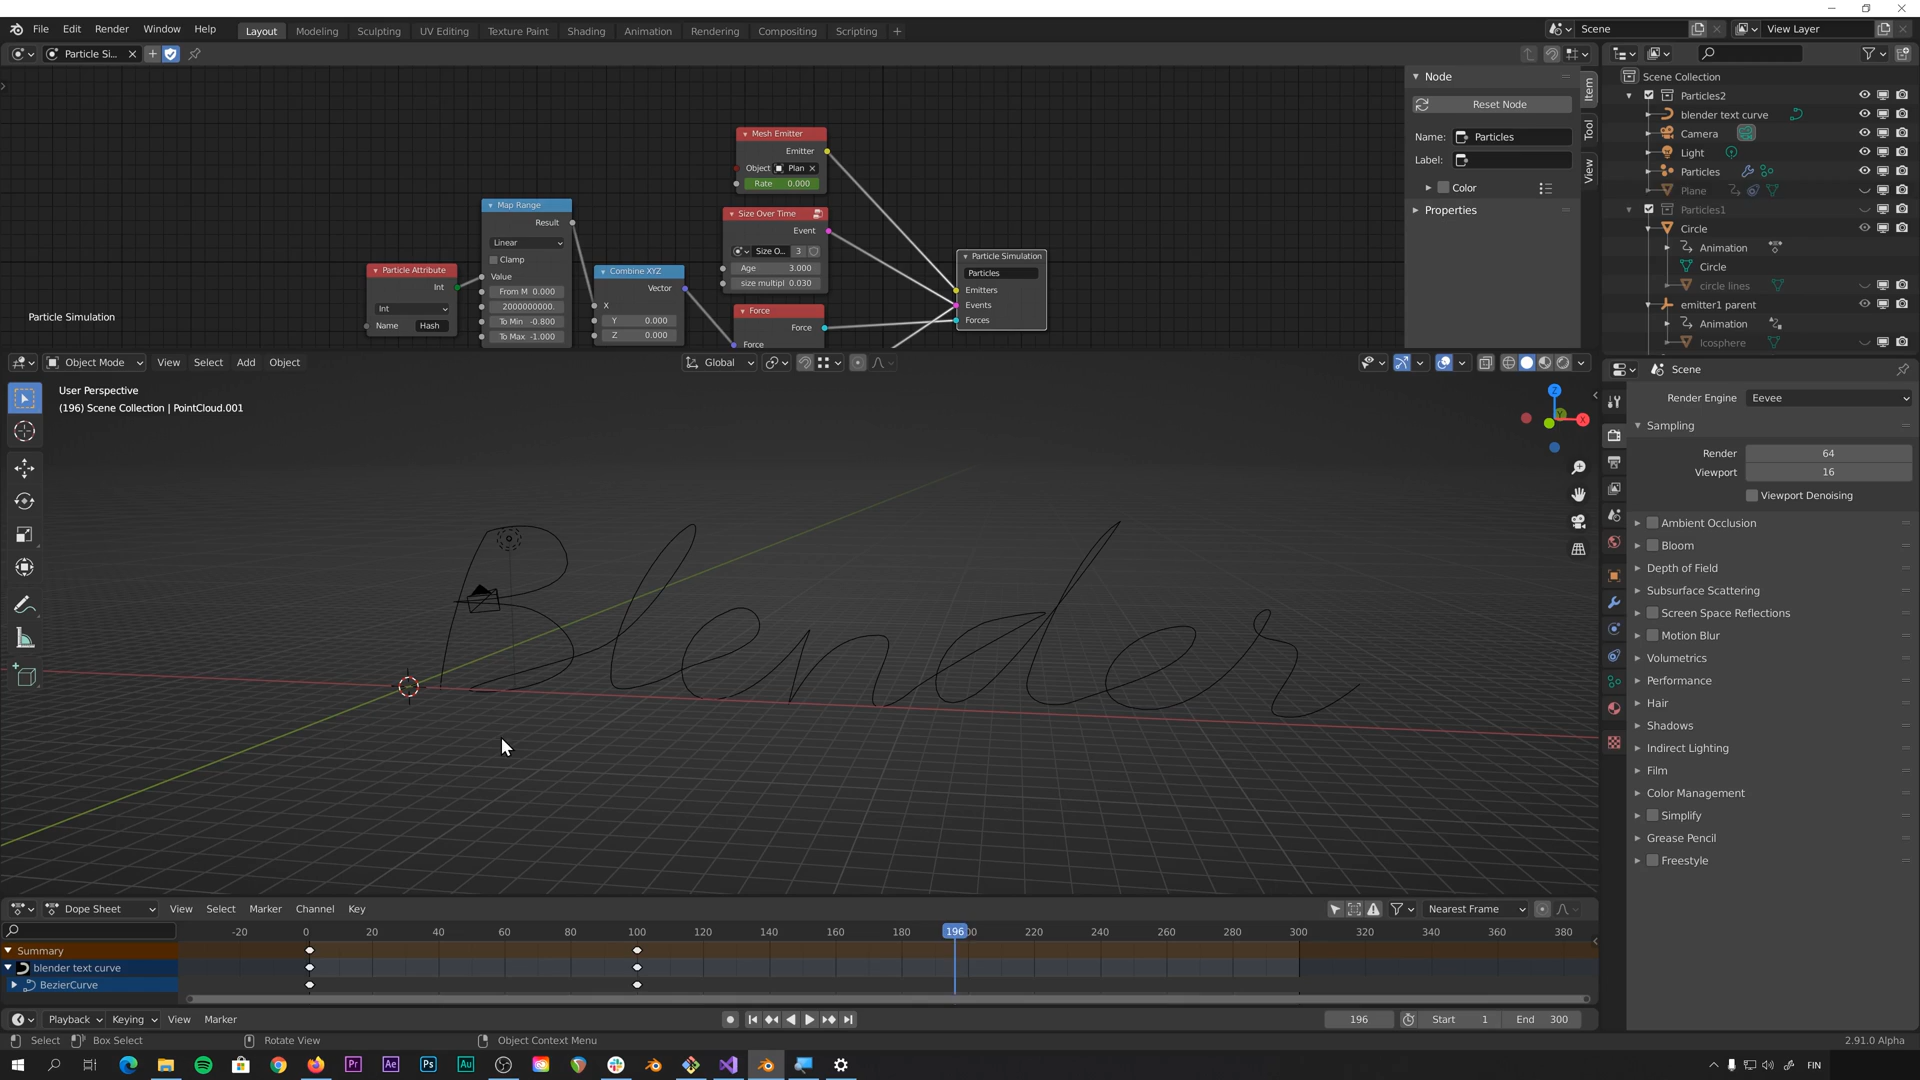 File Edit Render Window Help Layout Modeling Sculpting UV Editing Texture Paint Shading Animation Rendering Compositing Scripting + Scene View Layer
Particle Si...
Mesh Emitter
Emitter
Object Plan
Rate 0.000
Map Range
Result
Linear
Clamp
Value
From M 0.000
2000000000.
To Min -0.800
To Max -1.000
Particle Attribute
Int
Int
Name Hash
Combine XYZ
Vector
X
Y 0.000
Z 0.000
Size Over Time
Event
Size O... 3
Age 3.000
size multipl 0.030
Force
Force
Force
Particle Simulation
Particles
Emitters
Events
Forces
Particle Simulation
Node
Reset Node
Name: Particles
Label:
Color
Properties
Item
Tool
View
Scene Collection
Particles2
blender text curve
Camera
Light
Particles
Plane
Particles1
Circle
Animation
Circle
circle lines
emitter1 parent
Animation
Icosphere
Object Mode View Select Add Object Global
User Perspective
(196) Scene Collection | PointCloud.001
Z
Y
X
Blender
Scene
Render Engine Eevee
Sampling
Render 64
Viewport 16
Viewport Denoising
Ambient Occlusion
Bloom
Depth of Field
Subsurface Scattering
Screen Space Reflections
Motion Blur
Volumetrics
Performance
Hair
Shadows
Indirect Lighting
Film
Color Management
Simplify
Grease Pencil
Freestyle
Dope Sheet View Select Marker Channel Key Nearest Frame
-20 0 20 40 60 80 100 120 140 160 180 196 220 240 260 280 300 320 340 360 380
Summary
blender text curve
BezierCurve
Playback Keying View Marker 196 Start 1 End 300
Select Box Select Rotate View Object Context Menu 2.91.0 Alpha
Pr Ae Ps Au FIN